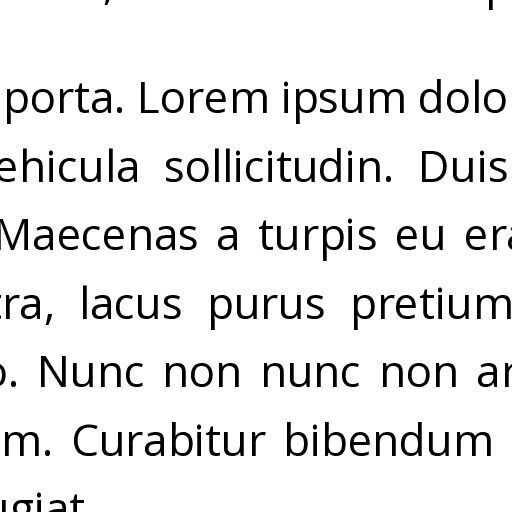 porta. Lorem ipsum dolo
ehicula sollicitudin. Duis
Maecenas a turpis eu era
tra, lacus purus pretium
o. Nunc non nunc non ar
m. Curabitur bibendum
ugiat